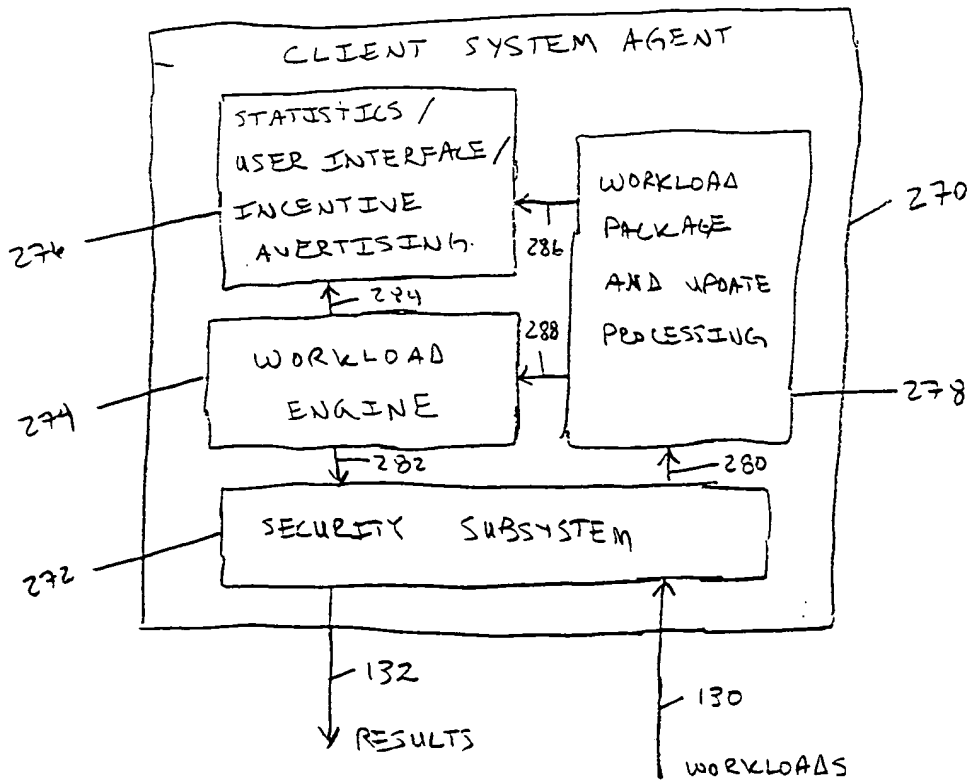 CLIENT SYSTEM AGENT
STATISTICS /
USER INTERFACE /
INCENTIVE
AVERTISING.
WORKLOAD
PACKAGE
AND UPDATE
PROCESSING
270
276
286
284
288
WORKLOAD
ENGINE
274
278
282
280
SECURITY SUBSYSTEM
272
132
130
RESULTS
WORKLOADS